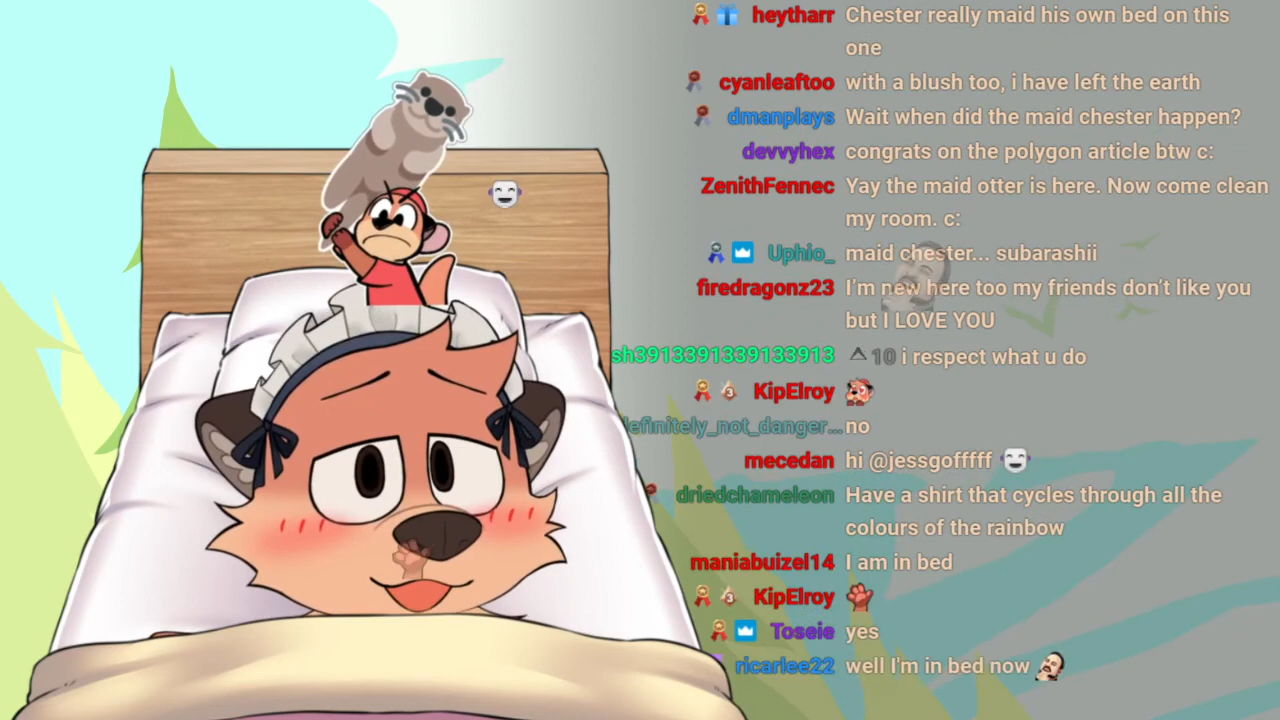 heytharr Chester really maid his own bed on this
one
cyanleaftoo with a blush too, i have left the earth
dmanplays Wait when did the maid chester happen?
devvyhex congrats on the polygon article btw c:
ZenithFennec Yay the maid otter is here. Now come clean
my room. c:
Uphio_ maid chester... subarashii
firedragonz23 I'm new here too my friends don't like you
but I LOVE YOU
sh3913391339133913 10 i respect what u do
3 KipElroy
definitely_not_danger... no
mecedan hi @jessgofffff
driedchameleon Have a shirt that cycles through all the
colours of the rainbow
maniabuizel14 I am in bed
3 KipElroy
Toseie yes
ricarlee22 well I'm in bed now